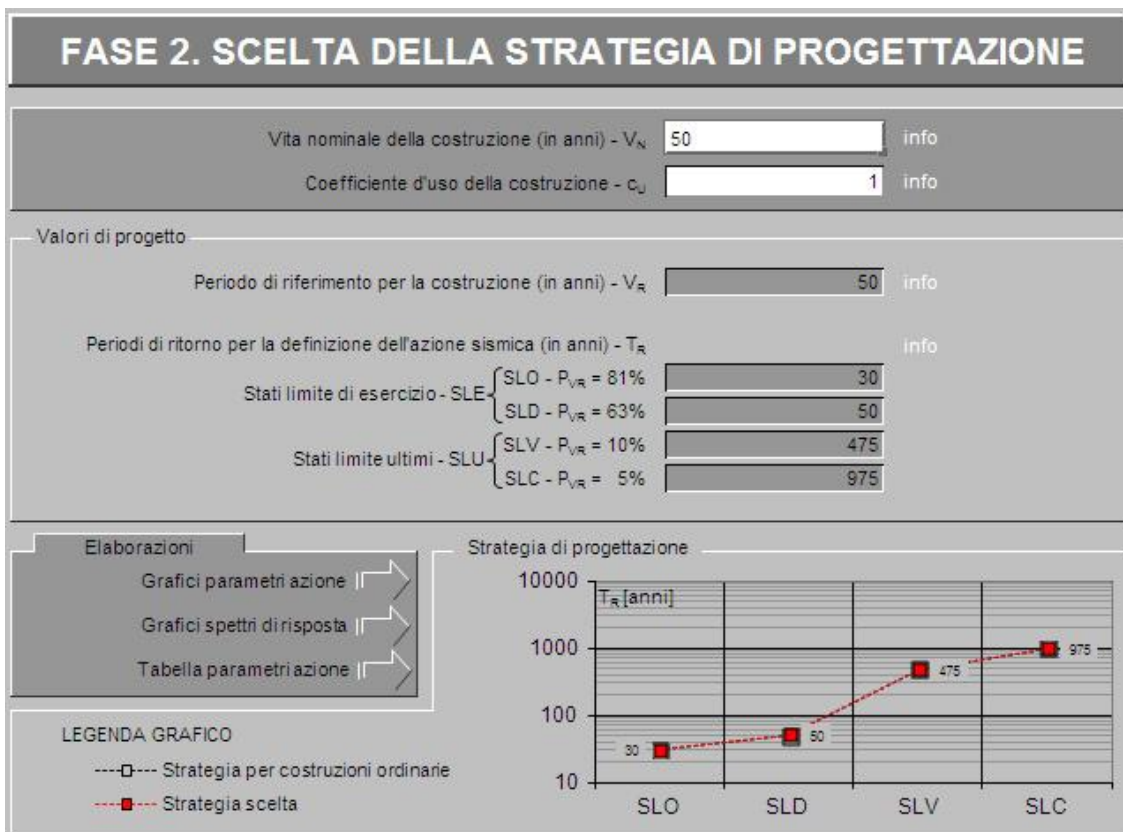 FASE 2. SCELTA DELLA STRATEGIA DI PROGETTAZIONE
Vita nominale della costruzione (in anni) - VN 50 info
Coefficiente d'uso della costruzione - cU 1 info
Valori di progetto
Periodo di riferimento per la costruzione (in anni) - VR 50 info
Periodi di ritorno per la definizione dell'azione sismica (in anni) - TR info
Stati limite di esercizio - SLE
SLO - PVR = 81% 30
SLD - PVR = 63% 50
Stati limite ultimi - SLU
SLV - PVR = 10% 475
SLC - PVR = 5% 975
Elaborazioni
Grafici parametri azione
Grafici spettri di risposta
Tabella parametri azione
LEGENDA GRAFICO
Strategia per costruzioni ordinarie
Strategia scelta
Strategia di progettazione
TR [anni]
10000
1000
100
10
30
50
475
975
SLO SLD SLV SLC